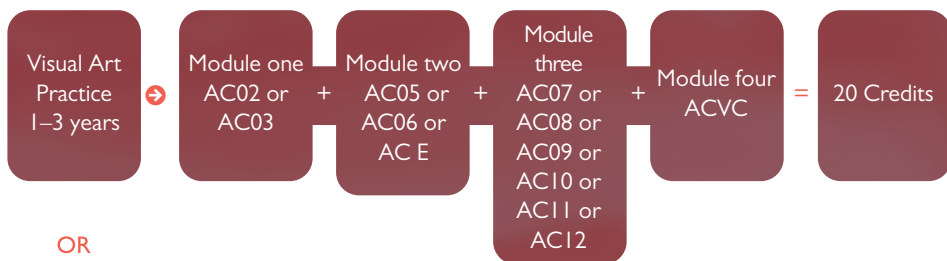 Visual Art
Practice
1–3 years
➔
Module one
AC02 or
AC03
+
Module two
AC05 or
AC06 or
AC E
+
Module
three
AC07 or
AC08 or
AC09 or
AC10 or
AC11 or
AC12
+
Module four
ACVC
=
20 Credits
OR